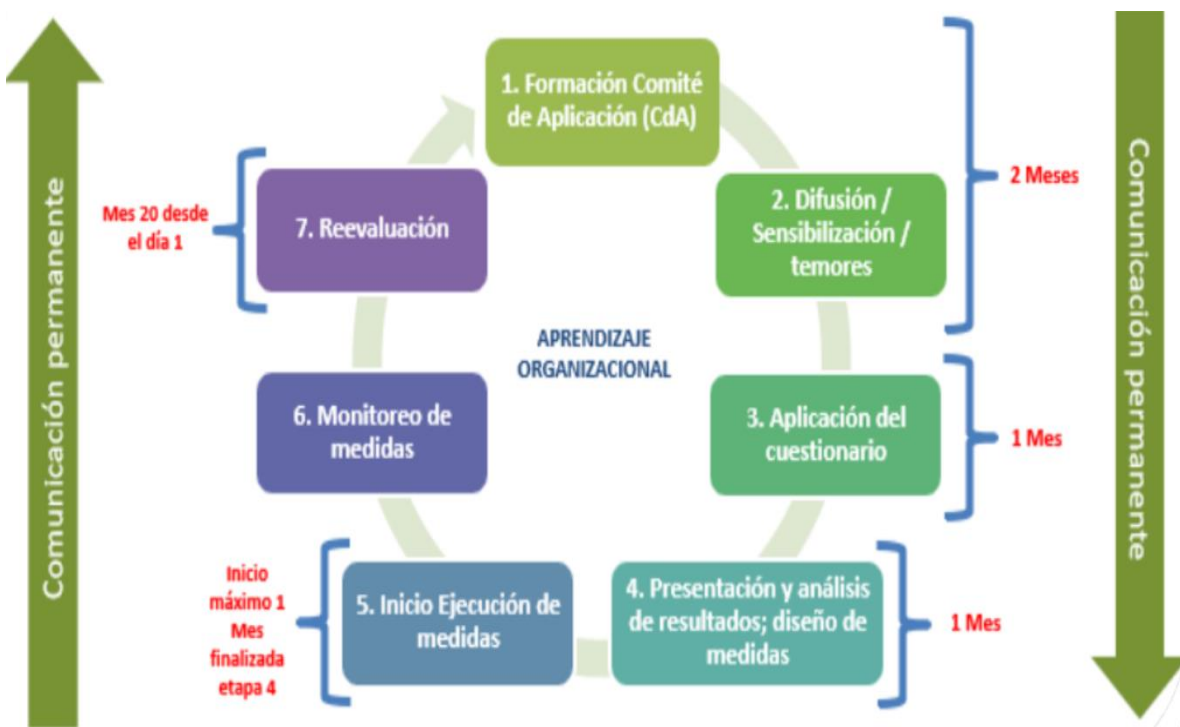 Comunicación permanente
1. Formación Comité
de Aplicación (CdA)
2 Meses
2. Difusión /
Sensibilización /
temores
3. Aplicación del
cuestionario
1 Mes
4. Presentación y análisis
de resultados; diseño de
medidas
1 Mes
5. Inicio Ejecución de
medidas
Inicio
máximo 1
Mes
finalizada
etapa 4
6. Monitoreo de
medidas
7. Reevaluación
Mes 20 desde
el día 1
APRENDIZAJE
ORGANIZACIONAL
Comunicación permanente